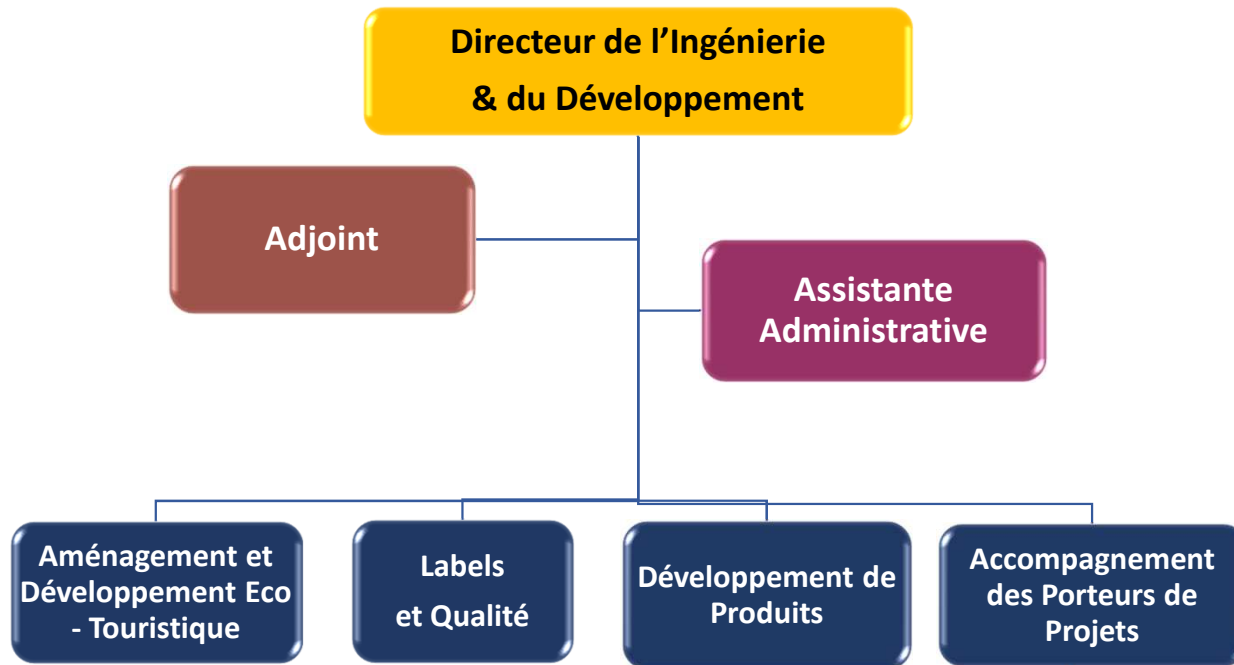 Directeur de l’Ingénierie
& du Développement
Adjoint
Assistante
Administrative
Aménagement et
Développement Eco
- Touristique
Labels
et Qualité
Développement de
Produits
Accompagnement
des Porteurs de
Projets